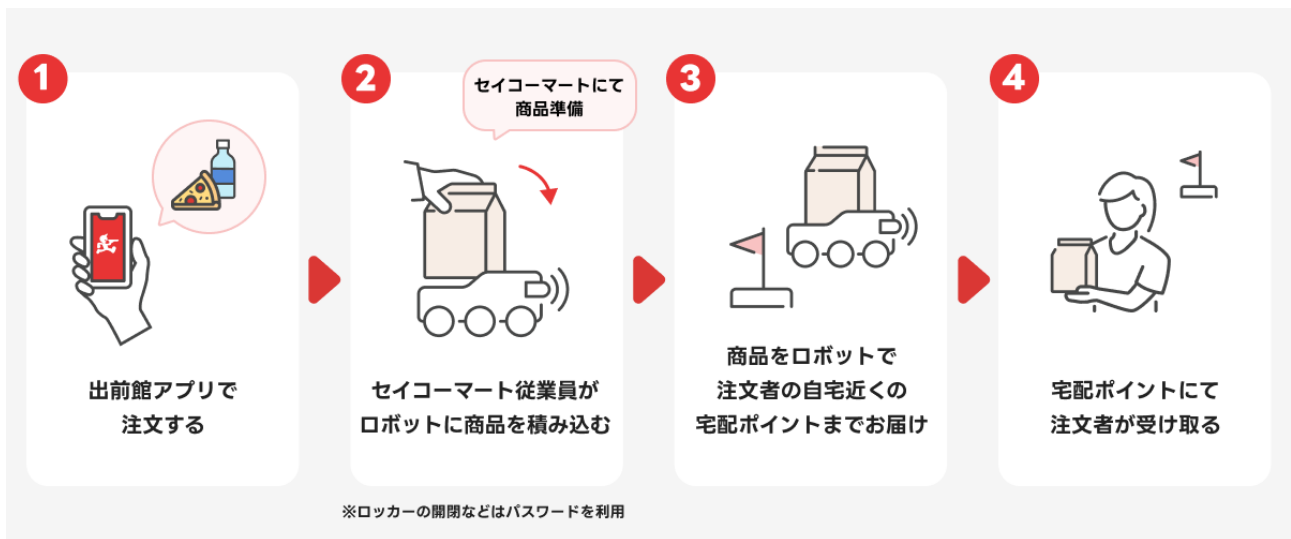 1
出前館アプリで
注文する
2
セイコーマートにて
商品準備
セイコーマート従業員が
ロボットに商品を積み込む
※ロッカーの開閉などはパスワードを利用
3
商品をロボットで
注文者の自宅近くの
宅配ポイントまでお届け
4
宅配ポイントにて
注文者が受け取る